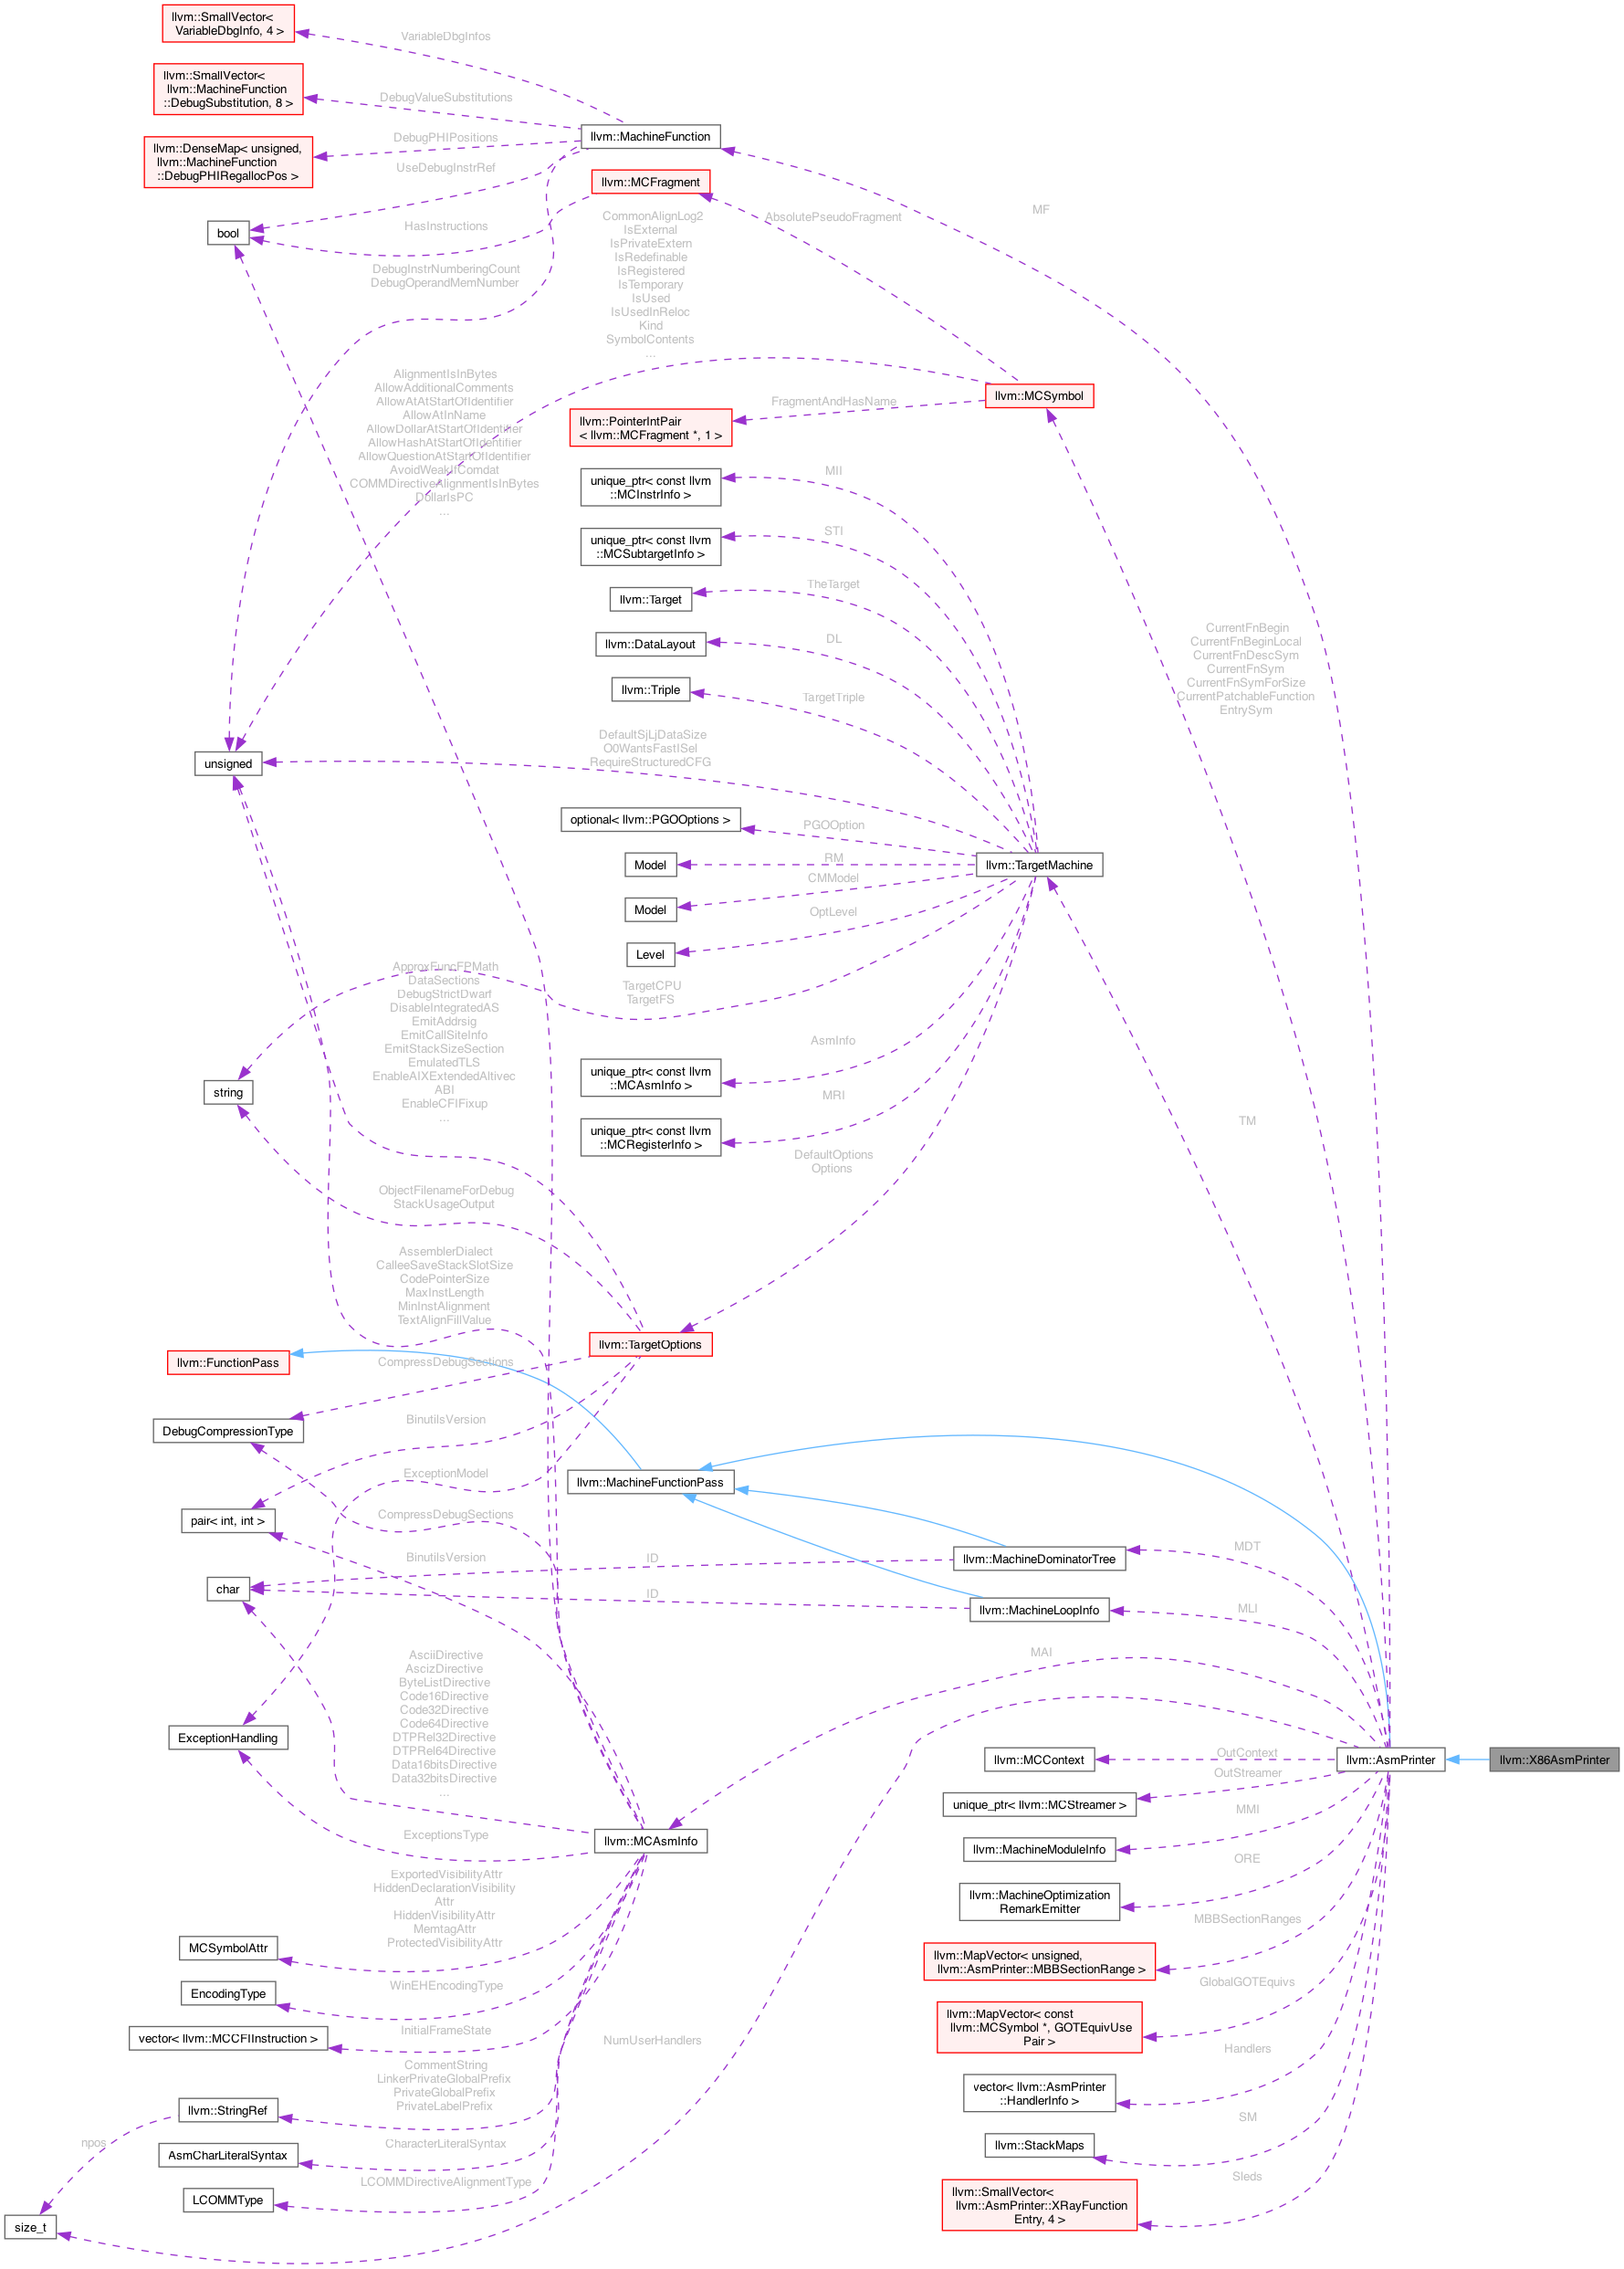 llvm::SmallVector<
VariableDbgInfo, 4 >
VariableDbgInfos
llvm::SmallVector<
llvm::MachineFunction
::DebugSubstitution, 8 >
DebugValueSubstitutions
llvm::MachineFunction
llvm::DenseMap< unsigned,
llvm::MachineFunction
::DebugPHIRegallocPos >
DebugPHIPositions
UseDebugInstrRef
llvm::MCFragment
MF
bool
HasInstructions
AbsolutePseudoFragment
CommonAlignLog2
IsExternal
IsPrivateExtern
IsRedefinable
IsRegistered
IsTemporary
IsUsed
IsUsedInReloc
Kind
SymbolContents
...
DebugInstrNumberingCount
DebugOperandMemNumber
AlignmentIsInBytes
AllowAdditionalComments
AllowAtAtStartOfIdentifier
AllowAtInName
AllowDollarAtStartOfIdentifier
AllowHashAtStartOfIdentifier
AllowQuestionAtStartOfIdentifier
AvoidWeakIfComdat
COMMDirectiveAlignmentIsInBytes
DollarIsPC
...
llvm::MCSymbol
llvm::PointerIntPair
< llvm::MCFragment *, 1 >
FragmentAndHasName
unique_ptr< const llvm
::MCInstrInfo >
MII
unique_ptr< const llvm
::MCSubtargetInfo >
STI
llvm::Target
TheTarget
llvm::DataLayout
DL
llvm::Triple
TargetTriple
CurrentFnBegin
CurrentFnBeginLocal
CurrentFnDescSym
CurrentFnSym
CurrentFnSymForSize
CurrentPatchableFunction
EntrySym
unsigned
DefaultSjLjDataSize
O0WantsFastISel
RequireStructuredCFG
optional< llvm::PGOOptions >
PGOOption
Model
RM
llvm::TargetMachine
Model
CMModel
Level
OptLevel
ApproxFuncFPMath
DataSections
DebugStrictDwarf
DisableIntegratedAS
EmitAddrsig
EmitCallSiteInfo
EmitStackSizeSection
EmulatedTLS
EnableAIXExtendedAltivec
ABI
EnableCFIFixup
...
TargetCPU
TargetFS
string
unique_ptr< const llvm
::MCAsmInfo >
AsmInfo
unique_ptr< const llvm
::MCRegisterInfo >
MRI
TM
DefaultOptions
Options
ObjectFilenameForDebug
StackUsageOutput
AssemblerDialect
CalleeSaveStackSlotSize
CodePointerSize
MaxInstLength
MinInstAlignment
TextAlignFillValue
llvm::TargetOptions
llvm::FunctionPass
CompressDebugSections
DebugCompressionType
BinutilsVersion
ExceptionModel
llvm::MachineFunctionPass
pair< int, int >
CompressDebugSections
BinutilsVersion
char
ID
llvm::MachineDominatorTree
MDT
ID
llvm::MachineLoopInfo
MLI
MAI
AsciiDirective
AscizDirective
ByteListDirective
Code16Directive
Code32Directive
Code64Directive
DTPRel32Directive
DTPRel64Directive
Data16bitsDirective
Data32bitsDirective
...
ExceptionHandling
llvm::MCContext
OutContext
llvm::AsmPrinter
llvm::X86AsmPrinter
unique_ptr< llvm::MCStreamer >
OutStreamer
ExceptionsType
llvm::MCAsmInfo
llvm::MachineModuleInfo
MMI
ExportedVisibilityAttr
HiddenDeclarationVisibility
Attr
HiddenVisibilityAttr
MemtagAttr
ProtectedVisibilityAttr
llvm::MachineOptimization
RemarkEmitter
ORE
MCSymbolAttr
llvm::MapVector< unsigned,
llvm::AsmPrinter::MBBSectionRange >
MBBSectionRanges
EncodingType
WinEHEncodingType
llvm::MapVector< const
llvm::MCSymbol *, GOTEquivUse
Pair >
GlobalGOTEquivs
vector< llvm::MCCFIInstruction >
InitialFrameState
NumUserHandlers
vector< llvm::AsmPrinter
::HandlerInfo >
Handlers
llvm::StringRef
CommentString
LinkerPrivateGlobalPrefix
PrivateGlobalPrefix
PrivateLabelPrefix
llvm::StackMaps
SM
npos
AsmCharLiteralSyntax
CharacterLiteralSyntax
LCOMMType
LCOMMDirectiveAlignmentType
llvm::SmallVector<
llvm::AsmPrinter::XRayFunction
Entry, 4 >
Sleds
size_t